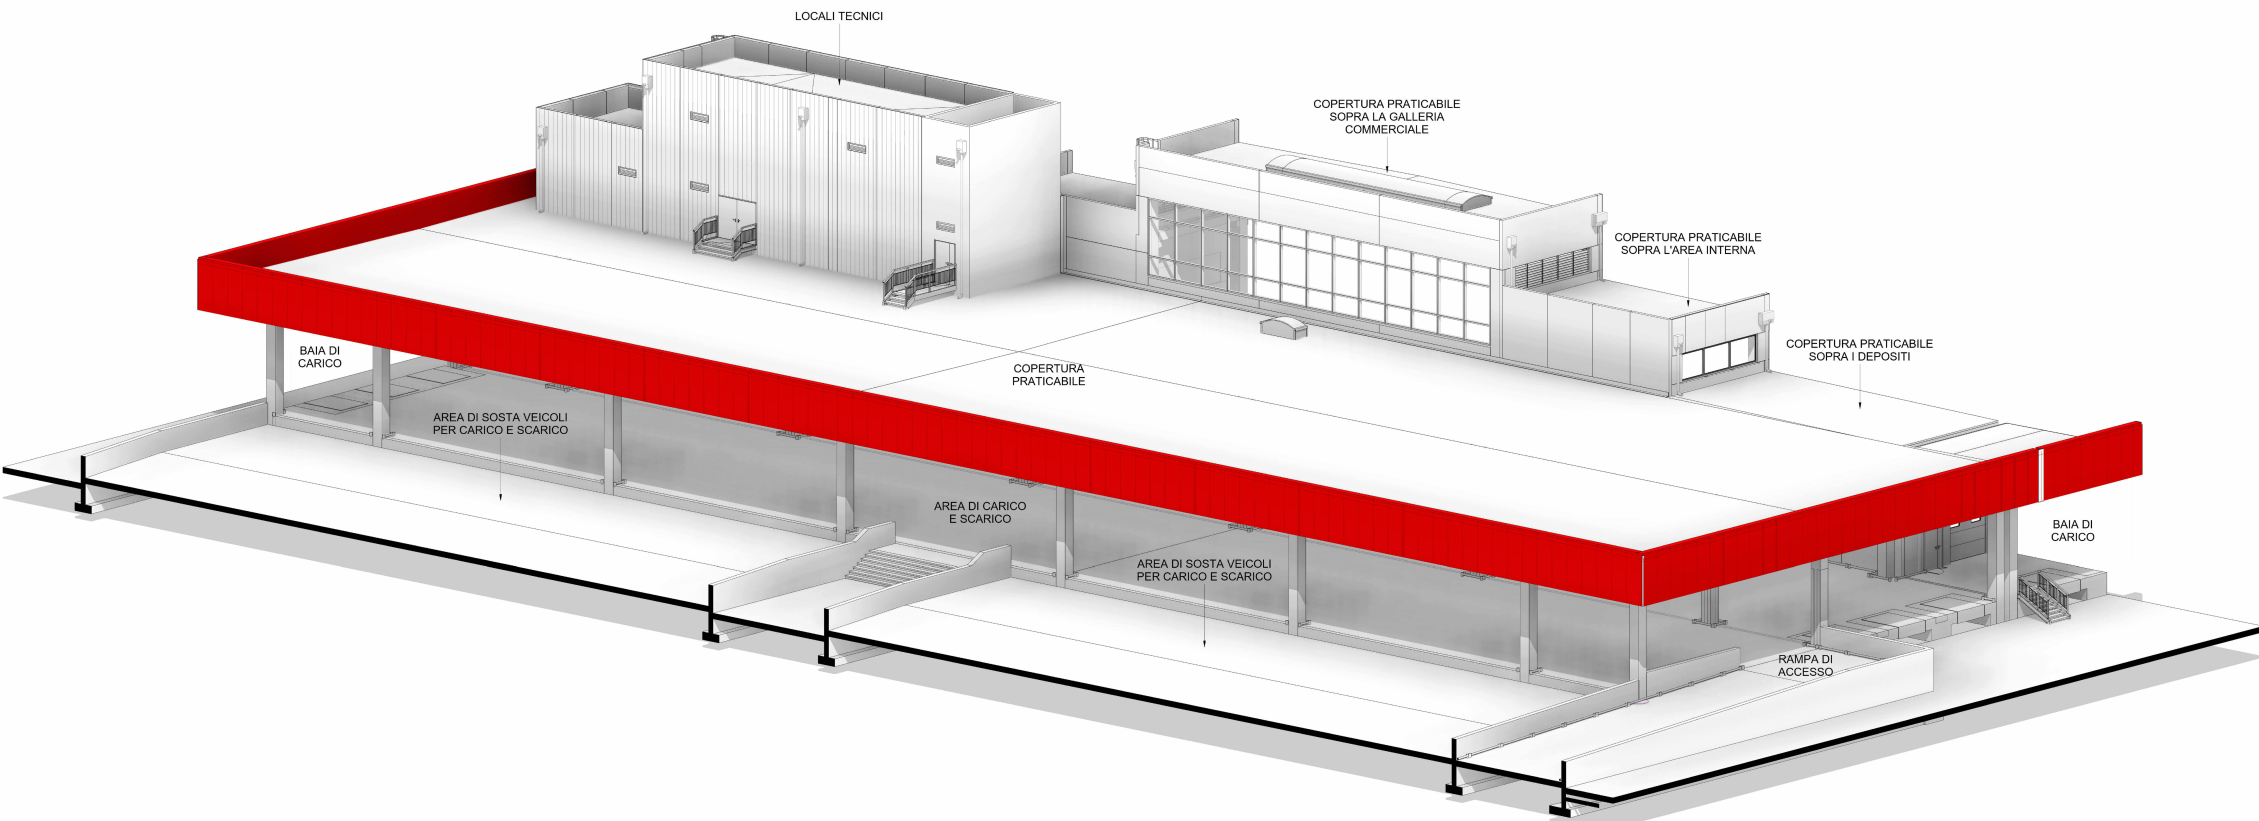 LOCALI TECNICI
COPERTURA PRATICABILE
SOPRA LA GALLERIA
COMMERCIALE
COPERTURA PRATICABILE
SOPRA L'AREA INTERNA
COPERTURA PRATICABILE
SOPRA I DEPOSITI
BAIA DI
CARICO
COPERTURA
PRATICABILE
AREA DI SOSTA VEICOLI
PER CARICO E SCARICO
AREA DI CARICO
E SCARICO
BAIA DI
CARICO
AREA DI SOSTA VEICOLI
PER CARICO E SCARICO
RAMPA DI
ACCESSO